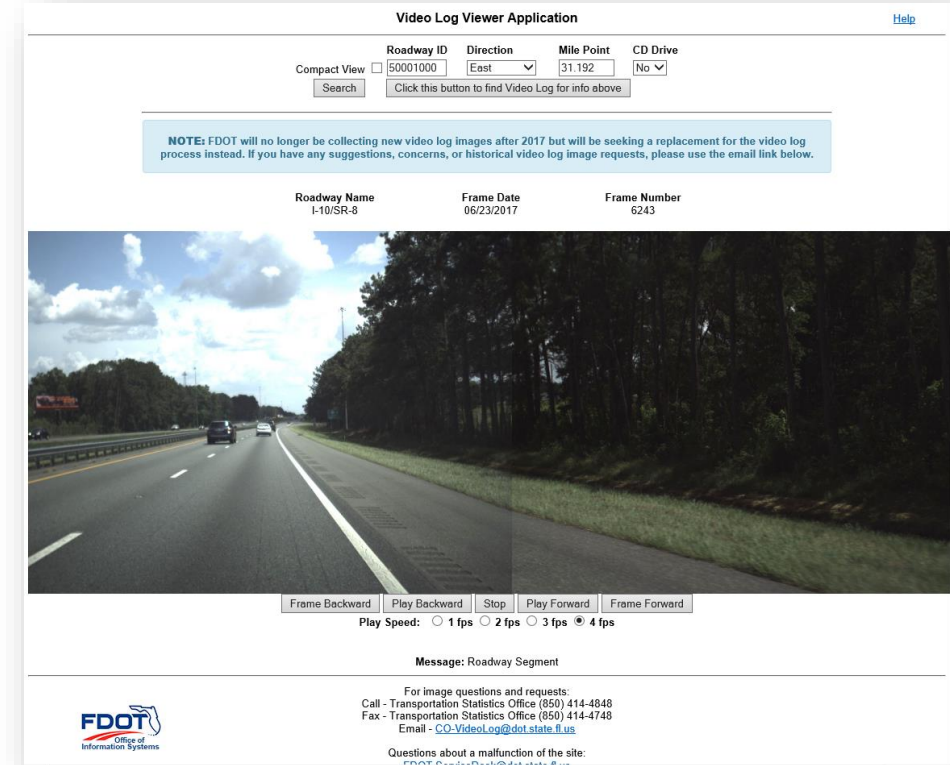 Video Log Viewer Application
Help
Roadway ID Direction Mile Point CD Drive
Compact View 50001000 East 31.192 No
Search Click this button to find Video Log for info above
NOTE: FDOT will no longer be collecting new video log images after 2017 but will be seeking a replacement for the video log
process instead. If you have any suggestions, concerns, or historical video log image requests, please use the email link below.
Roadway Name Frame Date Frame Number
I-10/SR-8 06/23/2017 6243
Frame Backward Play Backward Stop Play Forward Frame Forward
Play Speed: 1 fps 2 fps 3 fps 4 fps
Message: Roadway Segment
For image questions and requests:
Call - Transportation Statistics Office (850) 414-4848
Fax - Transportation Statistics Office (850) 414-4748
Email - CO-VideoLog@dot.state.fl.us
FDOT
Office of
Information Systems
Questions about a malfunction of the site:
FDOT.ServiceDesk@dot.state.fl.us